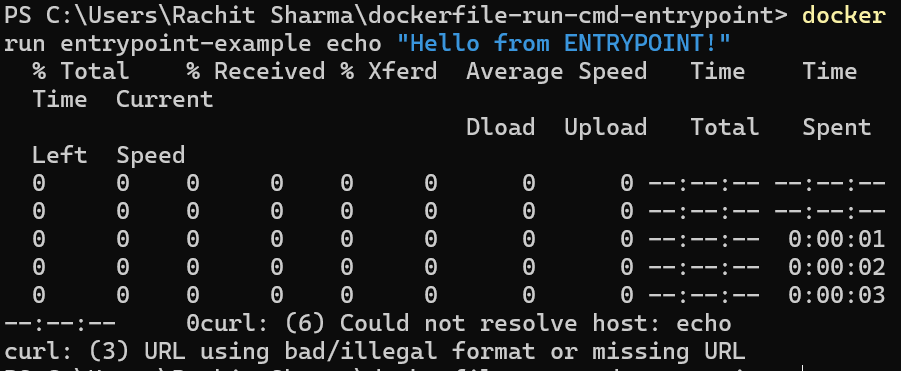 PS C:\Users\Rachit Sharma\dockerfile-run-cmd-entrypoint> docker
run entrypoint-example echo "Hello from ENTRYPOINT!"
  % Total    % Received % Xferd  Average Speed   Time    Time
  Time  Current
                                 Dload  Upload   Total   Spent
  Left  Speed
  0     0    0     0    0     0      0      0 --:--:-- --:--:--
  0     0    0     0    0     0      0      0 --:--:-- --:--:--
  0     0    0     0    0     0      0      0 --:--:--  0:00:01
  0     0    0     0    0     0      0      0 --:--:--  0:00:02
  0     0    0     0    0     0      0      0 --:--:--  0:00:03
--:--:--     0curl: (6) Could not resolve host: echo
curl: (3) URL using bad/illegal format or missing URL